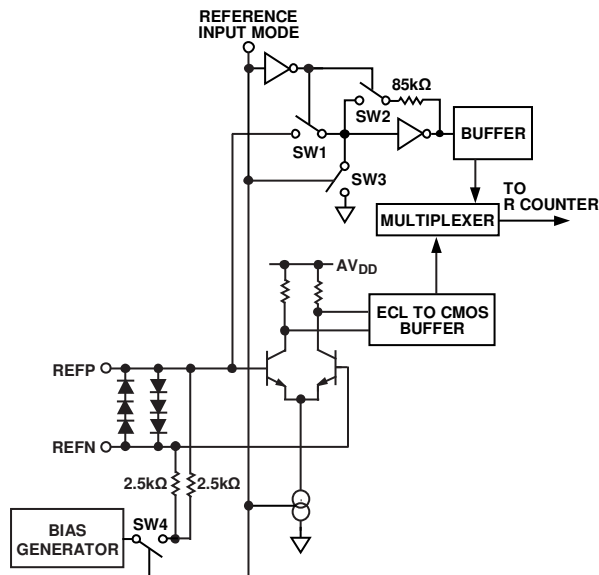 REFERENCE
INPUT MODE
85kΩ
SW2
SW1
BUFFER
SW3
TO
R COUNTER
MULTIPLEXER
AVDD
ECL TO CMOS
BUFFER
REFP
REFN
2.5kΩ
2.5kΩ
SW4
BIAS
GENERATOR